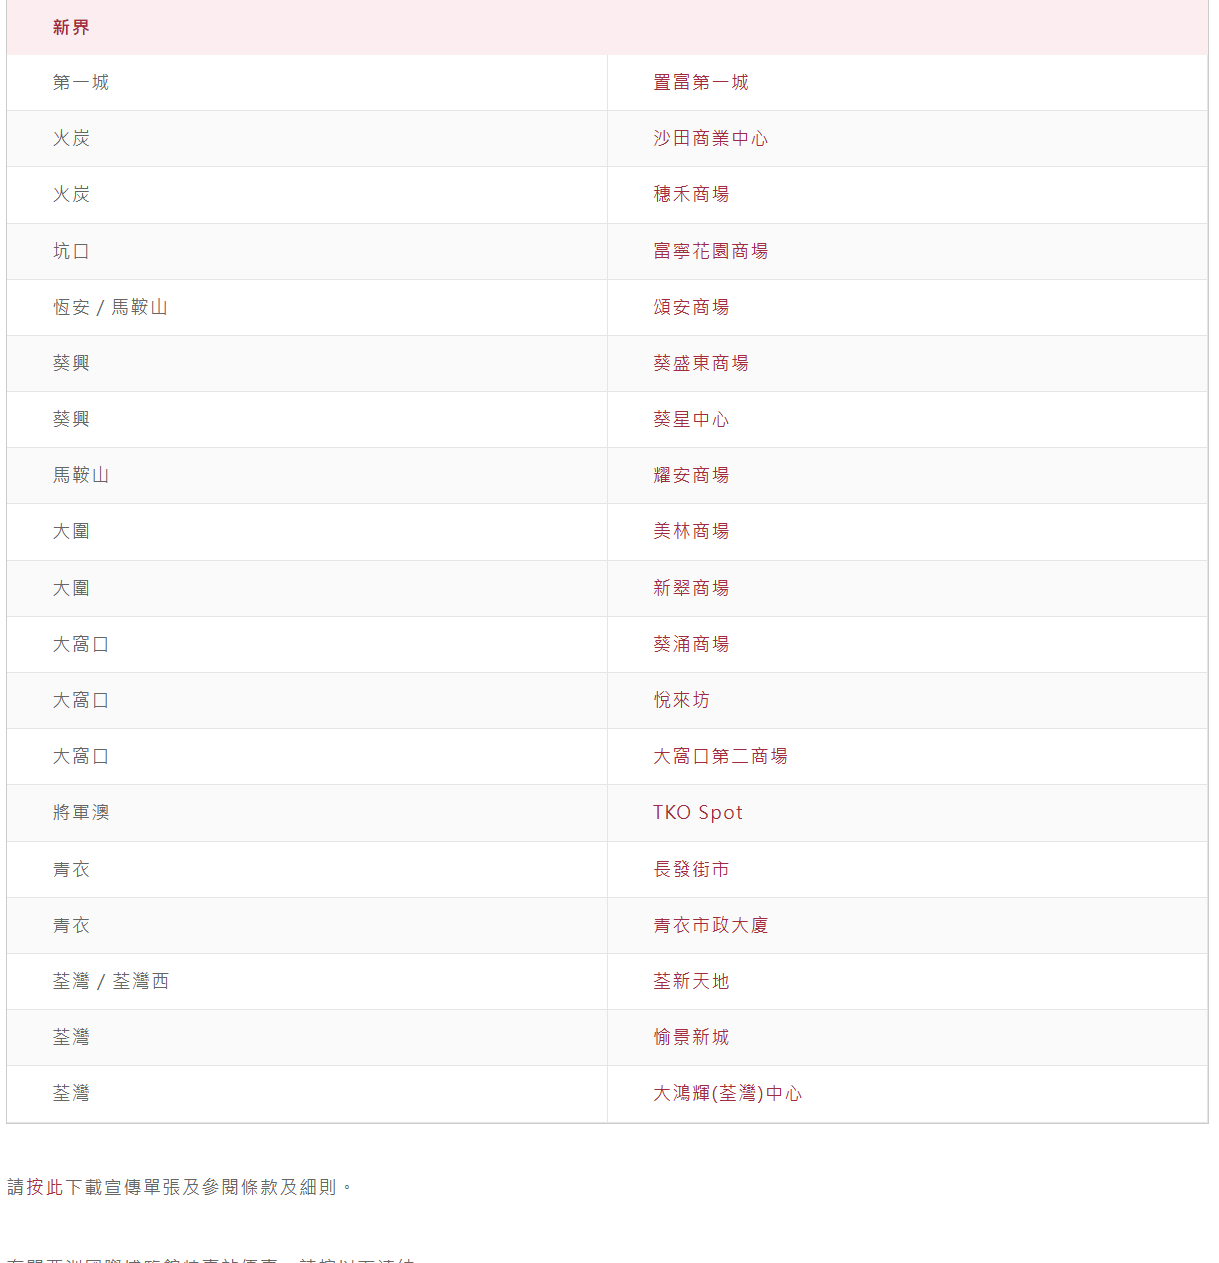 新界
第一城 置富第一城
火炭 沙田商業中心
火炭 穗禾商場
坑口 富寧花園商場
恆安 / 馬鞍山 頌安商場
葵興 葵盛東商場
葵興 葵星中心
馬鞍山 耀安商場
大圍 美林商場
大圍 新翠商場
大窩口 葵涌商場
大窩口 悅來坊
大窩口 大窩口第二商場
將軍澳 TKO Spot
青衣 長發街市
青衣 青衣市政大廈
荃灣 / 荃灣西 荃新天地
荃灣 愉景新城
荃灣 大鴻輝(荃灣)中心
請按此下載宣傳單張及參閱條款及細則。